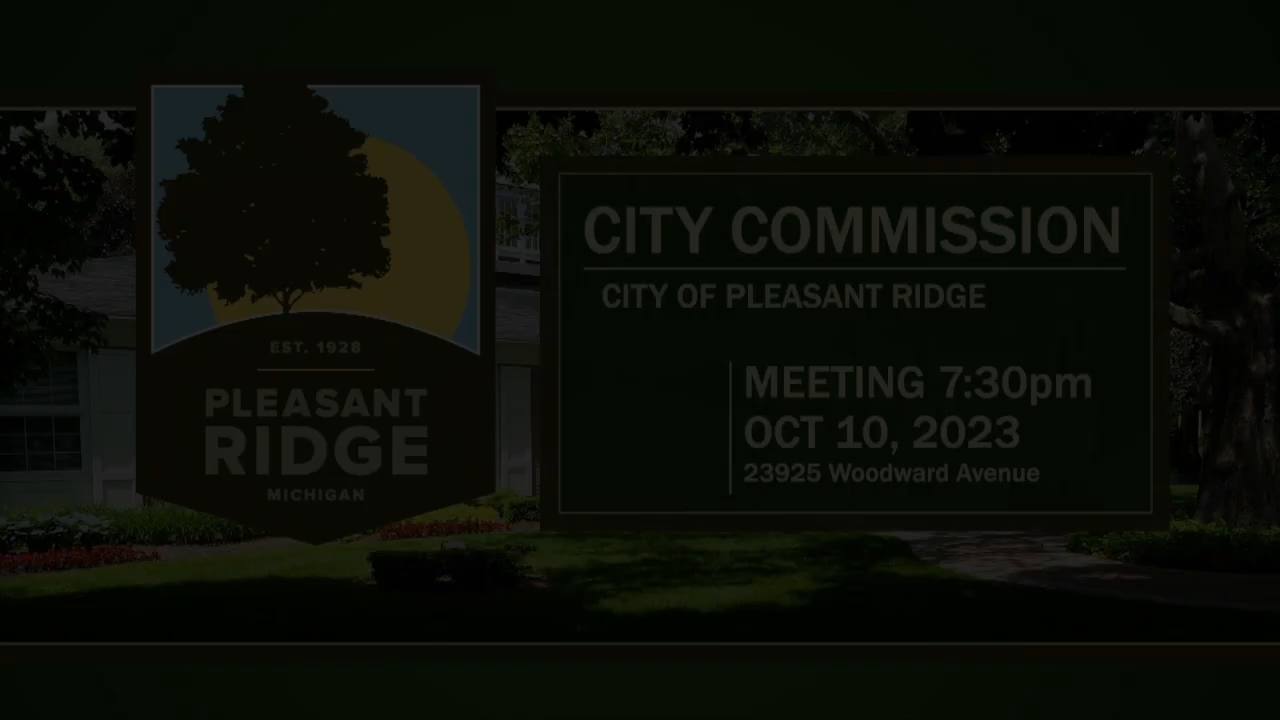 EST. 1928
PLEASANT
RIDGE
MICHIGAN
CITY COMMISSION
CITY OF PLEASANT RIDGE
MEETING 7:30pm
OCT 10, 2023
23925 Woodward Avenue